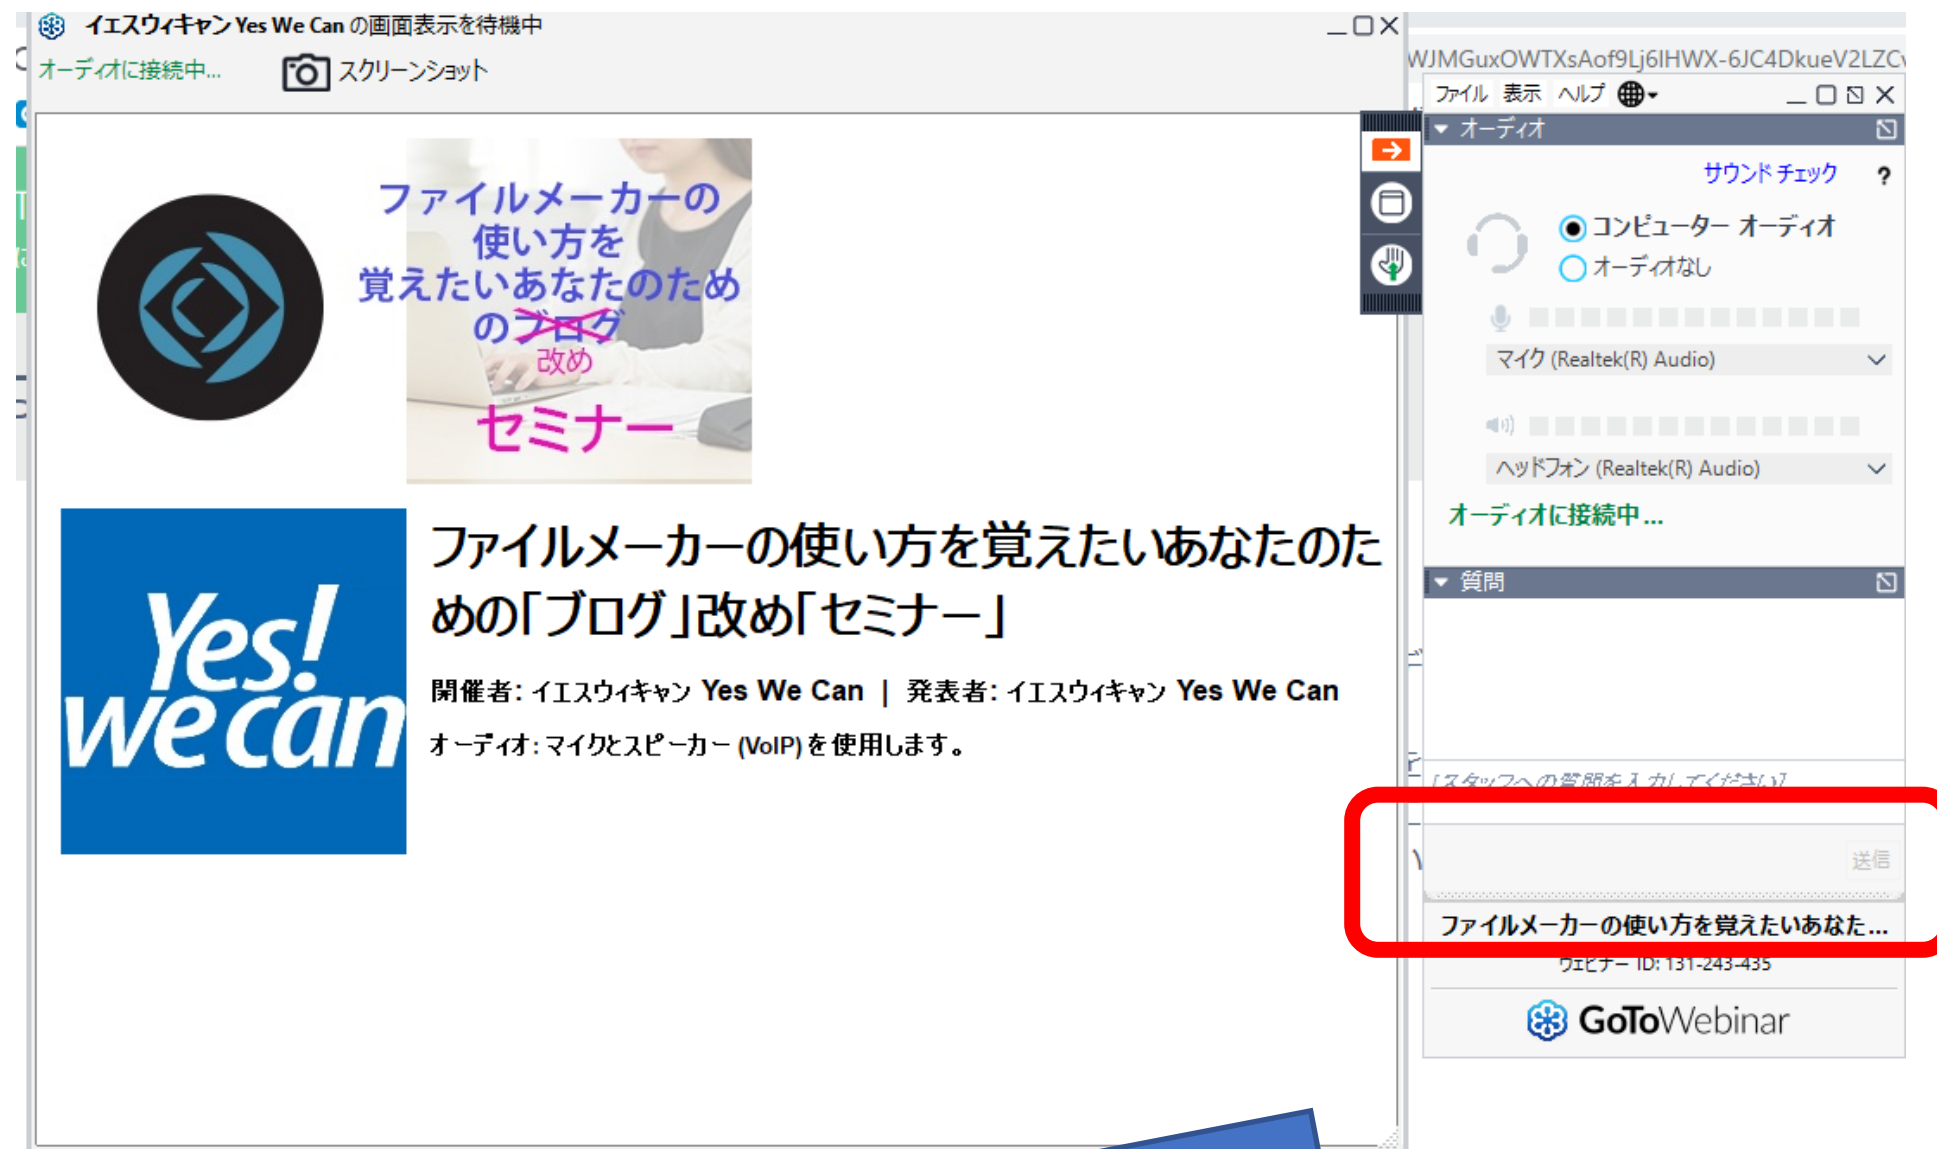 イエスウィキャン Yes We Can の画面表示を待機中
オーディオに接続中...
スクリーンショット
ファイルメーカーの
使い方を
覚えたいあなたのため
のブログ
改め
セミナー
Yes!
we can
ファイルメーカーの使い方を覚えたいあなたのた
めの「ブログ」改め「セミナー」
開催者: イエスウィキャン Yes We Can | 発表者: イエスウィキャン Yes We Can
オーディオ: マイクとスピーカー (VoIP) を使用します。
WJMGuxOWTXsAof9Lj6IHWX-6JC4DkueV2LZC
ファイル 表示 ヘルプ
オーディオ
サウンド チェック ?
コンピューター オーディオ
オーディオなし
マイク (Realtek(R) Audio)
ヘッドフォン (Realtek(R) Audio)
オーディオに接続中...
質問
[スタッフへの質問を入力してください]
送信
ファイルメーカーの使い方を覚えたいあなた...
ウェビナー ID: 131-243-435
GoToWebinar